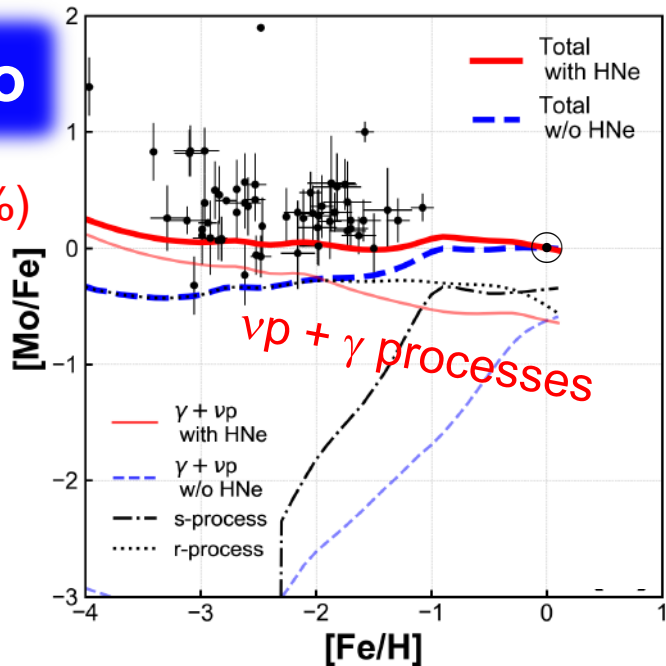 2
o
Total
with HNe
Total
w/o HNe
1
%)
0
[Mo/Fe]
νp + γ processes
−1
γ + νp
with HNe
γ + νp
w/o HNe
−2
s-process
r-process
−3
−4 −3 −2 −1 0 1
[Fe/H]